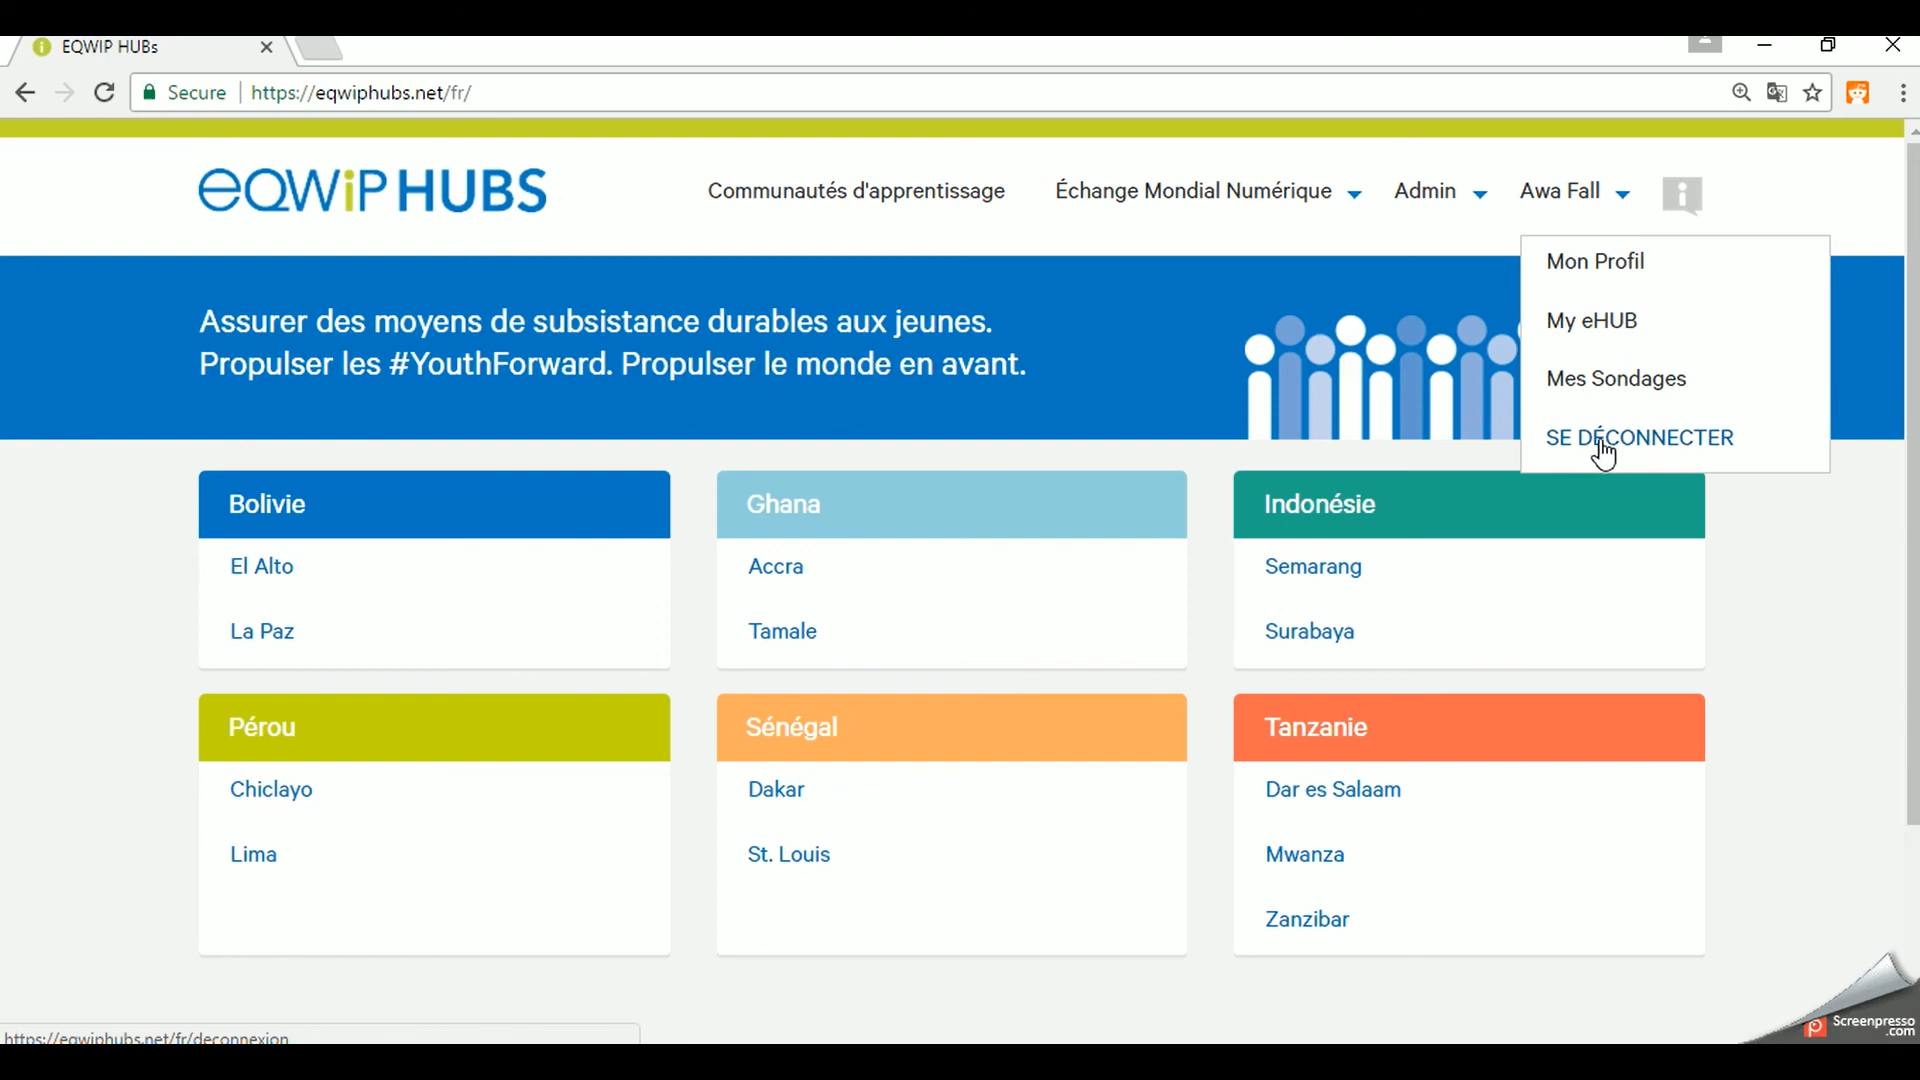 EQWIP HUBs
Secure
https://eqwiphubs.net/fr/
eQWiP HUBS
Communautés d'apprentissage
Échange Mondial Numérique
Admin
Awa Fall
Mon Profil
My eHUB
Mes Sondages
SE DÉCONNECTER
Assurer des moyens de subsistance durables aux jeunes.
Propulser les #YouthForward. Propulser le monde en avant.
Bolivie
El Alto
La Paz
Ghana
Accra
Tamale
Indonésie
Semarang
Surabaya
Pérou
Chiclayo
Lima
Sénégal
Dakar
St. Louis
Tanzanie
Dar es Salaam
Mwanza
Zanzibar
https://eqwiphubs.net/fr/deconnexion
Screenpresso
.com